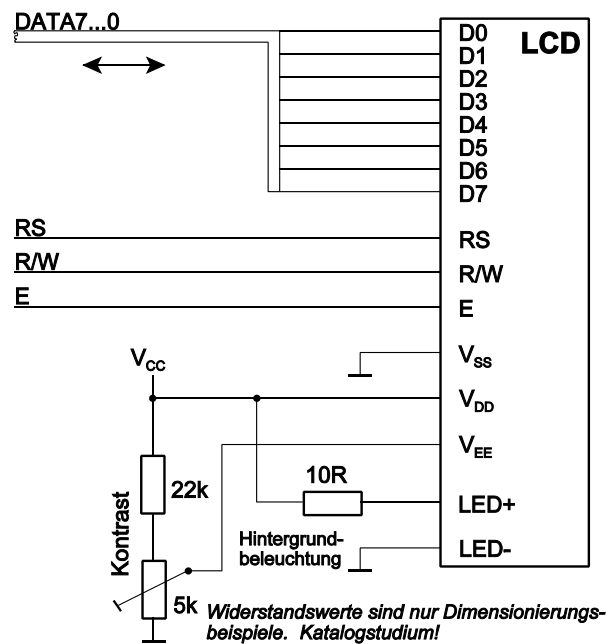 DATA7...0
LCD
D0
D1
D2
D3
D4
D5
D6
D7
RS
RS
R/W
R/W
E
E
VSS
VCC
VDD
VEE
10R
22k
LED+
Kontrast
Hintergrund-
beleuchtung
LED-
5k
Widerstandswerte sind nur Dimensionierungs-
beispiele. Katalogstudium!